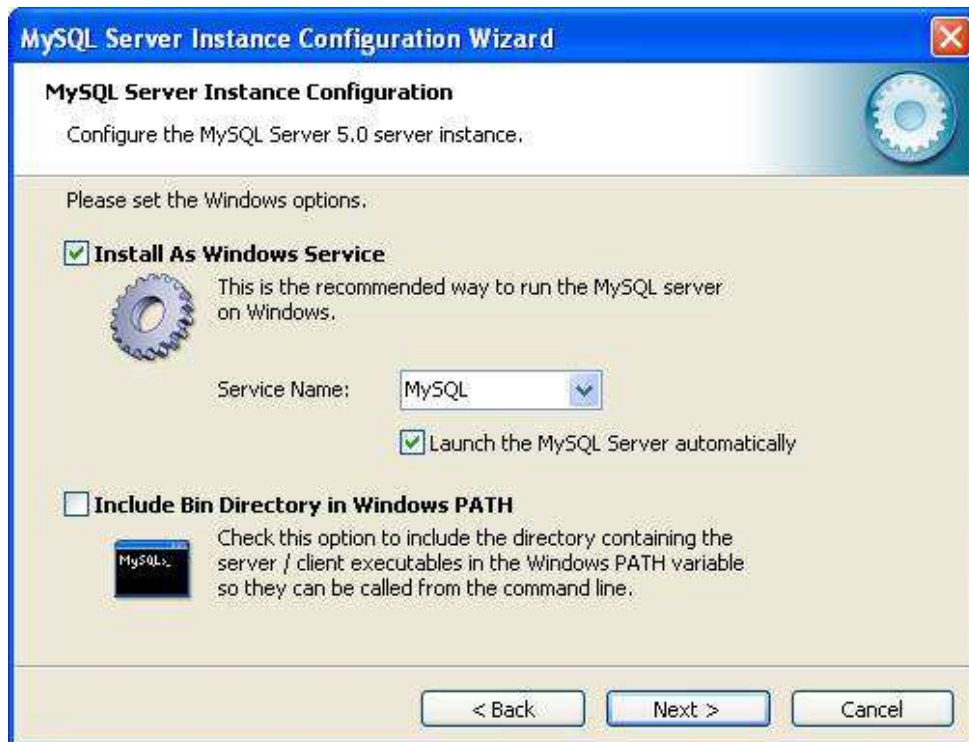 MySQL Server Instance Configuration Wizard
MySQL Server Instance Configuration
Configure the MySQL Server 5.0 server instance.
Please set the Windows options.
Install As Windows Service
This is the recommended way to run the MySQL server
on Windows.
Service Name:
MySQL
Launch the MySQL Server automatically
Include Bin Directory in Windows PATH
MySQL>_
Check this option to include the directory containing the
server / client executables in the Windows PATH variable
so they can be called from the command line.
< Back
Next >
Cancel